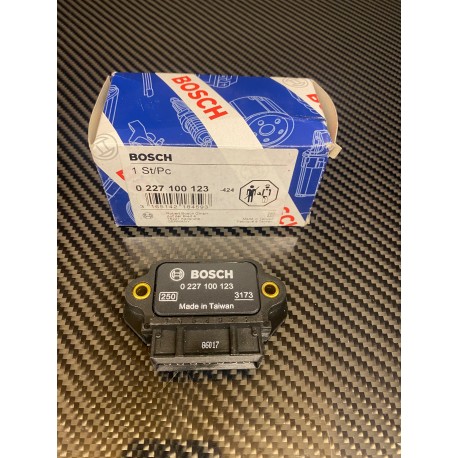 BOSCH
BOSCH
1 St/Pc
0 227 100 123
-424
BOSCH
0 227 100 123
250
3173
Made in Taiwan
B6D17